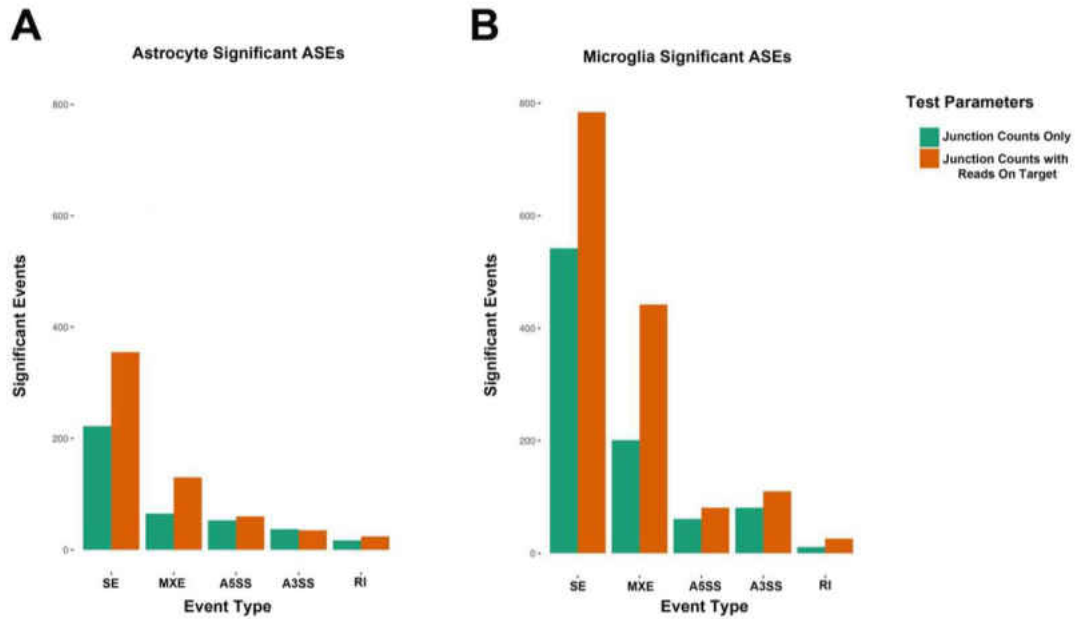 A
Astrocyte Significant ASEs
800
600
400
200
0
Significant Events
SE MXE A5SS A3SS RI
Event Type
B
Microglia Significant ASEs
800
600
400
200
0
Significant Events
SE MXE A5SS A3SS RI
Event Type
Test Parameters
Junction Counts Only
Junction Counts with
Reads On Target